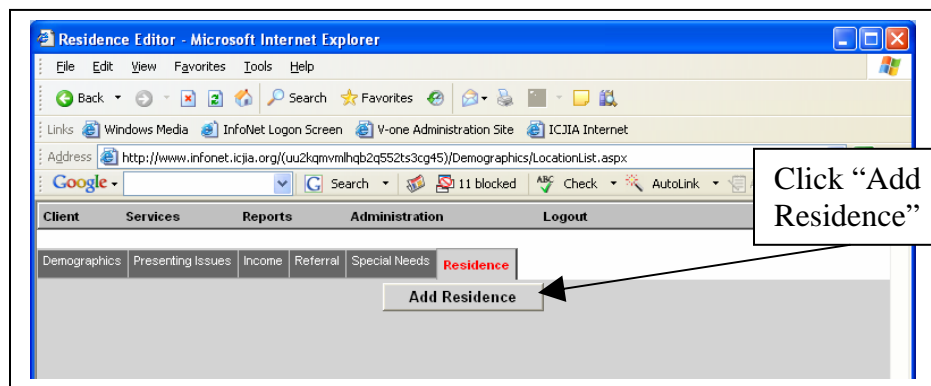 Residence Editor - Microsoft Internet Explorer
File Edit View Favorites Tools Help
Back Search Favorites
Links Windows Media InfoNet Logon Screen V-one Administration Site ICJIA Internet
Address http://www.infonet.icjia.org/(uu2kqmvmlhqb2q552ts3cg45)/Demographics/LocationList.aspx
Google G Search 11 blocked ABC Check AutoLink
Click “Add
Residence”
Client Services Reports Administration Logout
Demographics Presenting Issues Income Referral Special Needs Residence
Add Residence